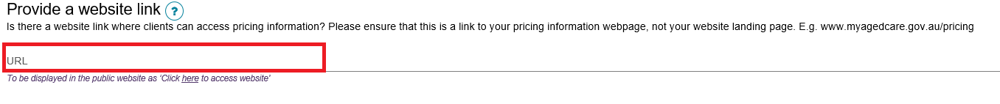 Provide a website link ?
Is there a website link where clients can access pricing information? Please ensure that this is a link to your pricing information webpage, not your website landing page. E.g. www.myagedcare.gov.au/pricing
URL
To be displayed in the public website as 'Click here to access website'